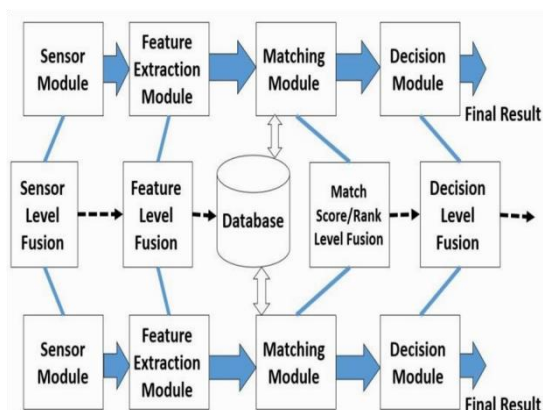 Sensor
Module
Feature
Extraction
Module
Matching
Module
Decision
Module
Final Result
Sensor
Level
Fusion
Feature
Level
Fusion
Database
Match
Score/Rank
Level Fusion
Decision
Level
Fusion
Sensor
Module
Feature
Extraction
Module
Matching
Module
Decision
Module
Final Result